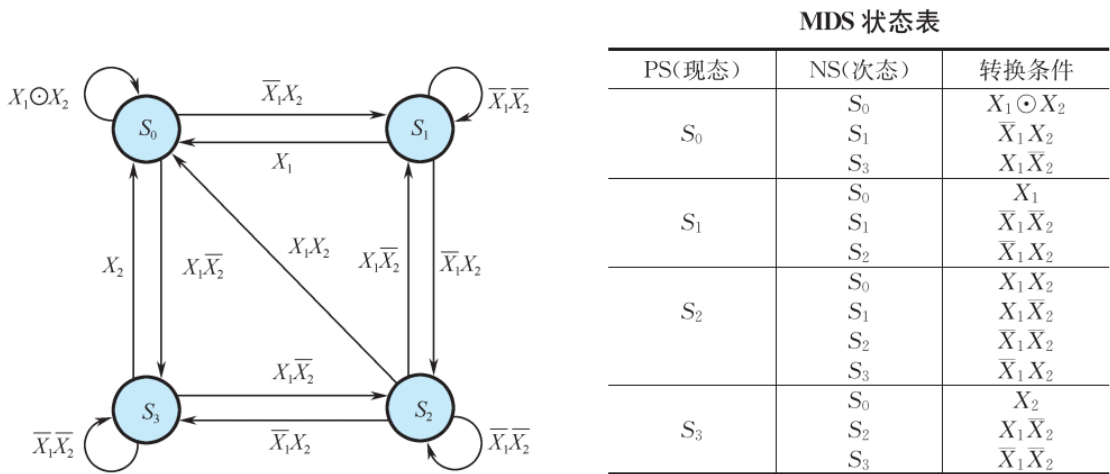 MDS 状态表
X₁⊙X₂
S₀
X̅₁X₂
X₁
S₁
X̅₁X̅₂
X₂
X₁X̅₂
X₁X₂
X₁X̅₂
X̅₁X₂
S₃
X₁X̅₂
X̅₁X₂
S₂
X̅₁X̅₂
X̅₁X̅₂
PS(现态) NS(次态) 转换条件
S₀ S₀ X₁⊙X₂
S₁ X̅₁X₂
S₃ X₁X̅₂
S₁ S₀ X₁
S₁ X̅₁X̅₂
S₂ X̅₁X₂
S₂ S₀ X₁X₂
S₁ X₁X̅₂
S₂ X̅₁X̅₂
S₃ X̅₁X₂
S₃ S₀ X₂
S₂ X₁X̅₂
S₃ X̅₁X̅₂